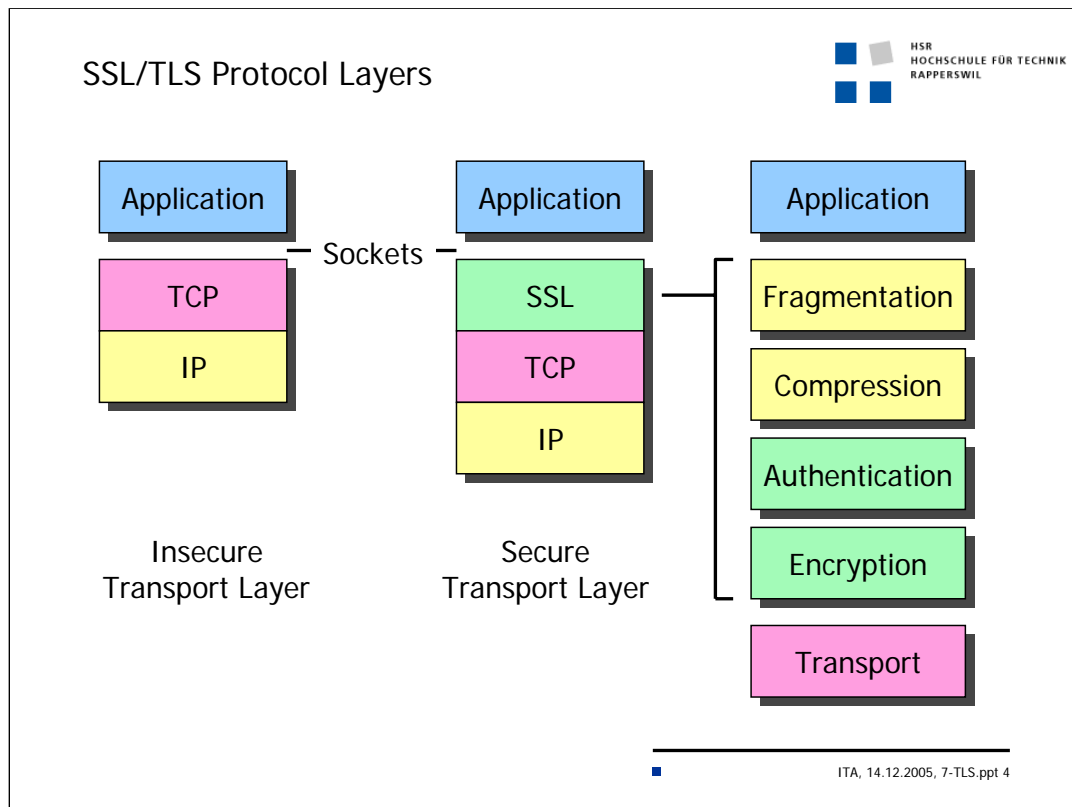 SSL/TLS Protocol Layers
HSR
HOCHSCHULE FÜR TECHNIK
RAPPERSWIL
Application
TCP
IP
Insecure
Transport Layer
Sockets
Application
SSL
TCP
IP
Secure
Transport Layer
Application
Fragmentation
Compression
Authentication
Encryption
Transport
ITA, 14.12.2005, 7-TLS.ppt 4